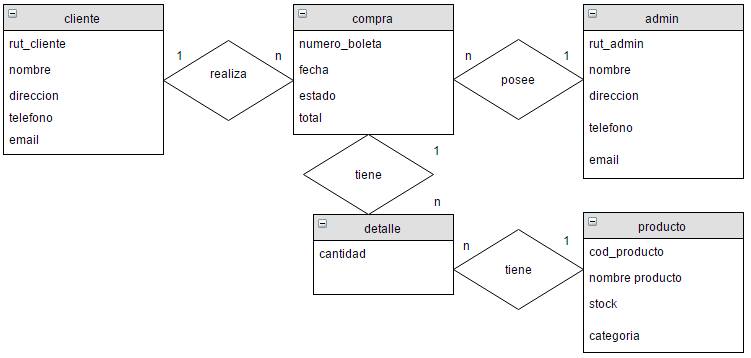 cliente
rut_cliente
nombre
direccion
telefono
email
1
realiza
n
compra
numero_boleta
fecha
estado
total
n
posee
1
admin
rut_admin
nombre
direccion
telefono
email
1
tiene
n
detalle
cantidad
n
tiene
1
producto
cod_producto
nombre producto
stock
categoria